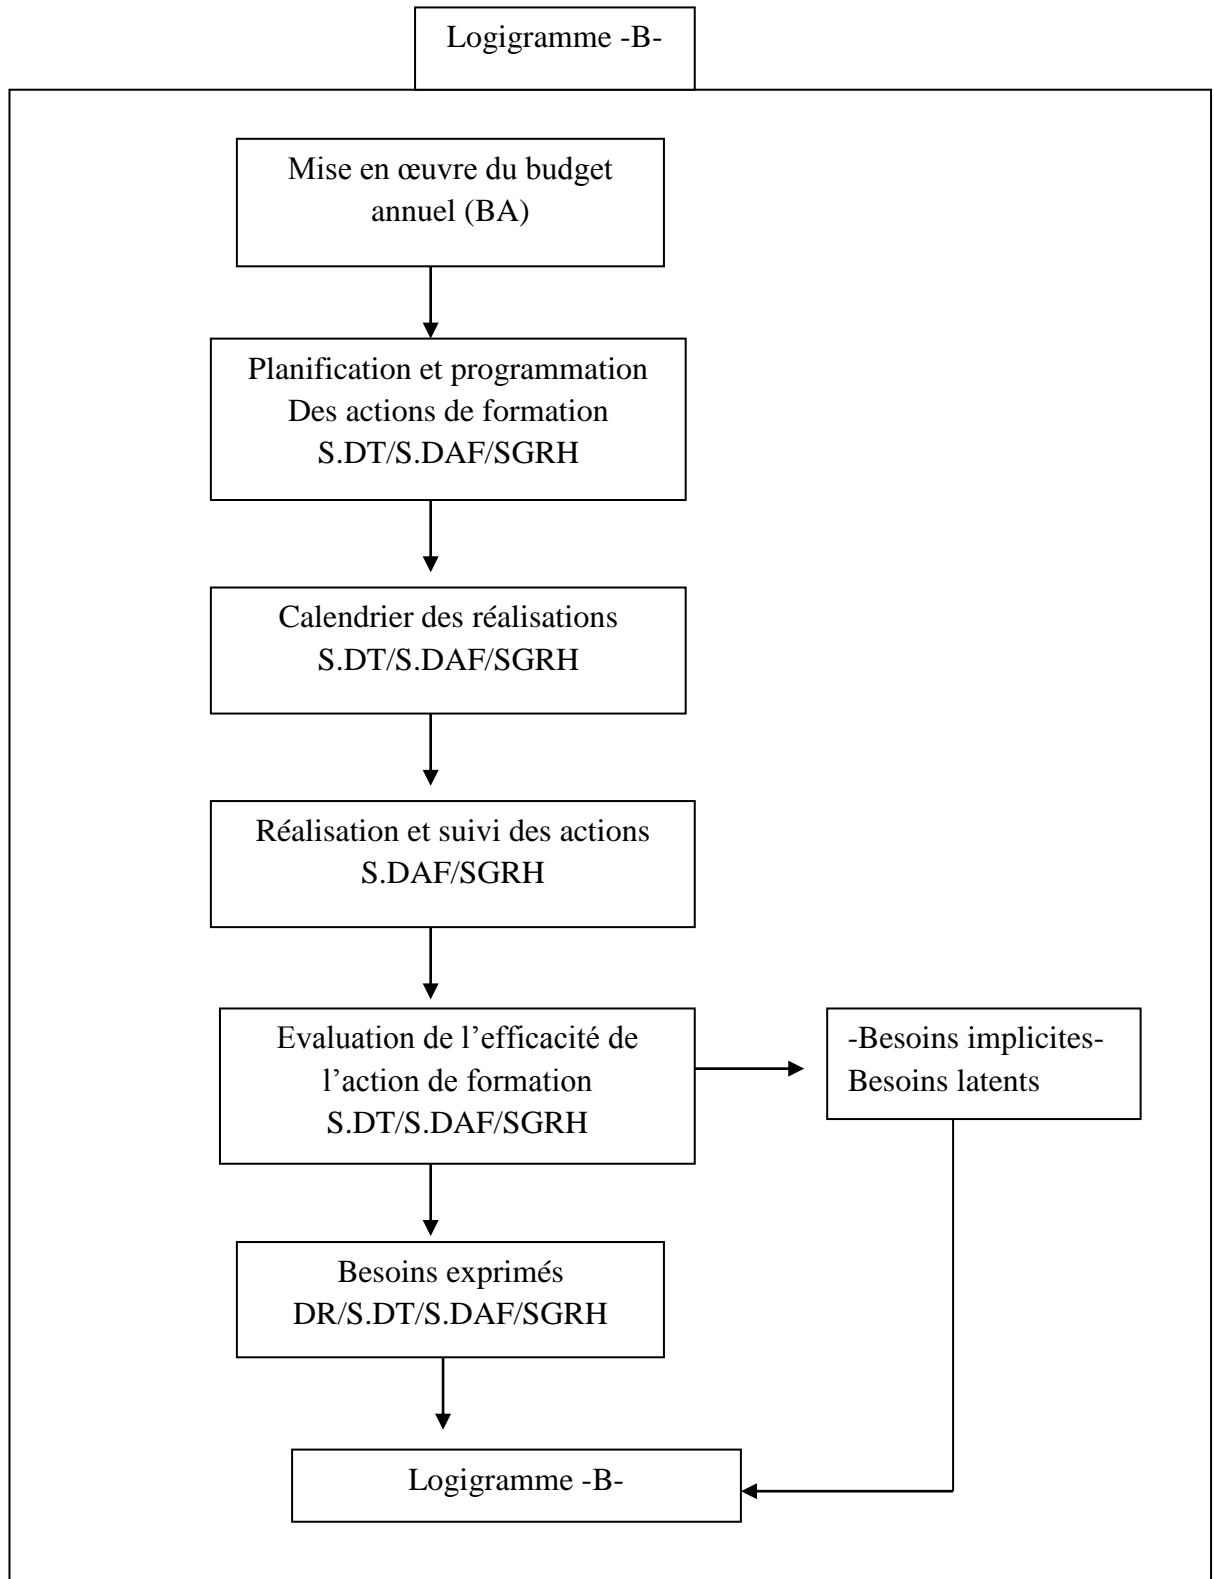 Logigramme -B-
Mise en œuvre du budget
annuel (BA)
Planification et programmation
Des actions de formation
S.DT/S.DAF/SGRH
Calendrier des réalisations
S.DT/S.DAF/SGRH
Réalisation et suivi des actions
S.DAF/SGRH
Evaluation de l’efficacité de
l’action de formation
S.DT/S.DAF/SGRH
-Besoins implicites-
Besoins latents
Besoins exprimés
DR/S.DT/S.DAF/SGRH
Logigramme -B-